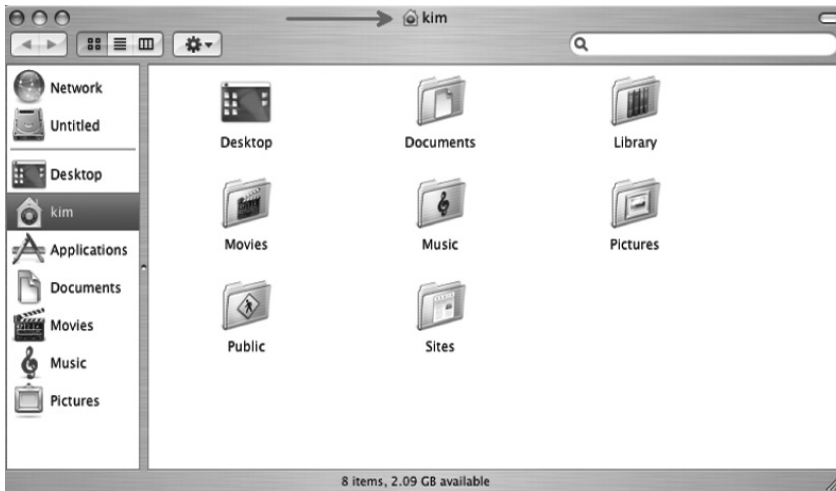 kim
Network
Untitled
Desktop
kim
Applications
Documents
Movies
Music
Pictures
Desktop Documents Library
Movies Music Pictures
Public Sites
8 items, 2.09 GB available